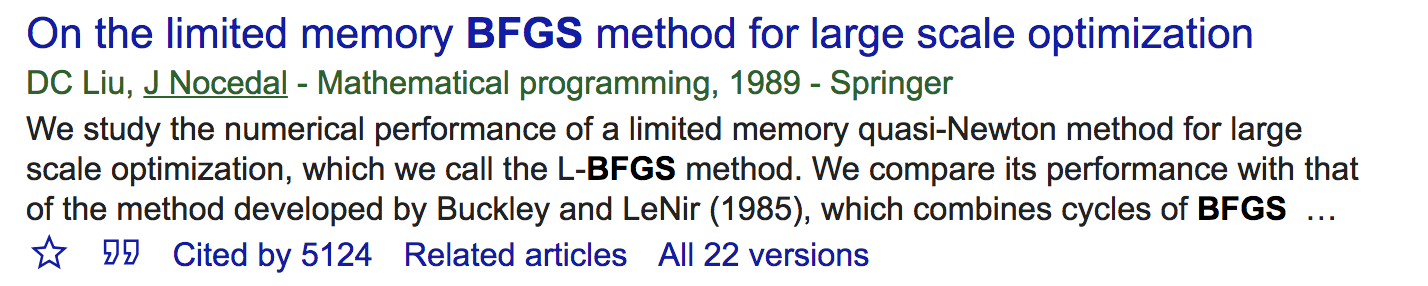 On the limited memory BFGS method for large scale optimization
DC Liu, J Nocedal - Mathematical programming, 1989 - Springer
We study the numerical performance of a limited memory quasi-Newton method for large
scale optimization, which we call the L-BFGS method. We compare its performance with that
of the method developed by Buckley and LeNir (1985), which combines cycles of BFGS …
Cited by 5124 Related articles All 22 versions